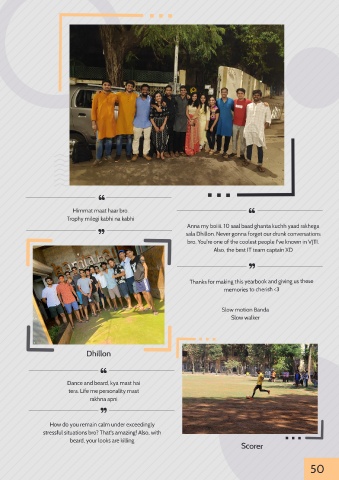 Himmat maat haar bro.
Trophy milegi kabhi na kabhi
Anna my boiii. 10 saal baad ghanta kuchh yaad rakhega
sala Dhillon. Never gonna forget our drunk conversations
bro. You're one of the coolest people I've known in VJTI.
Also, the best IT team captain XD
Thanks for making this yearbook and giving us these
memories to cherish <3
Slow motion Banda
Slow walker
Dhillon
Dance and beard, kya mast hai
tera. Life me personality mast
rakhna apni
How do you remain calm under exceedingly
stressful situations bro? That's amazing! Also, with
beard, your looks are killing
Scorer
50